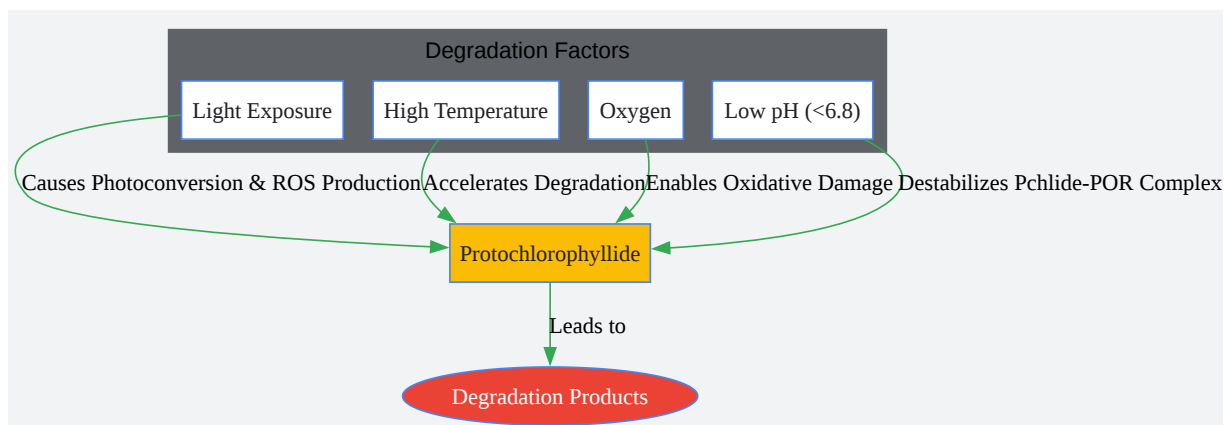 Degradation Factors
Light Exposure
High Temperature
Oxygen
Low pH (<6.8)
Causes Photoconversion & ROS Production
Accelerates Degradation
Enables Oxidative Damage
Destabilizes Pchlide-POR Complex
Protochlorophyllide
Leads to
Degradation Products